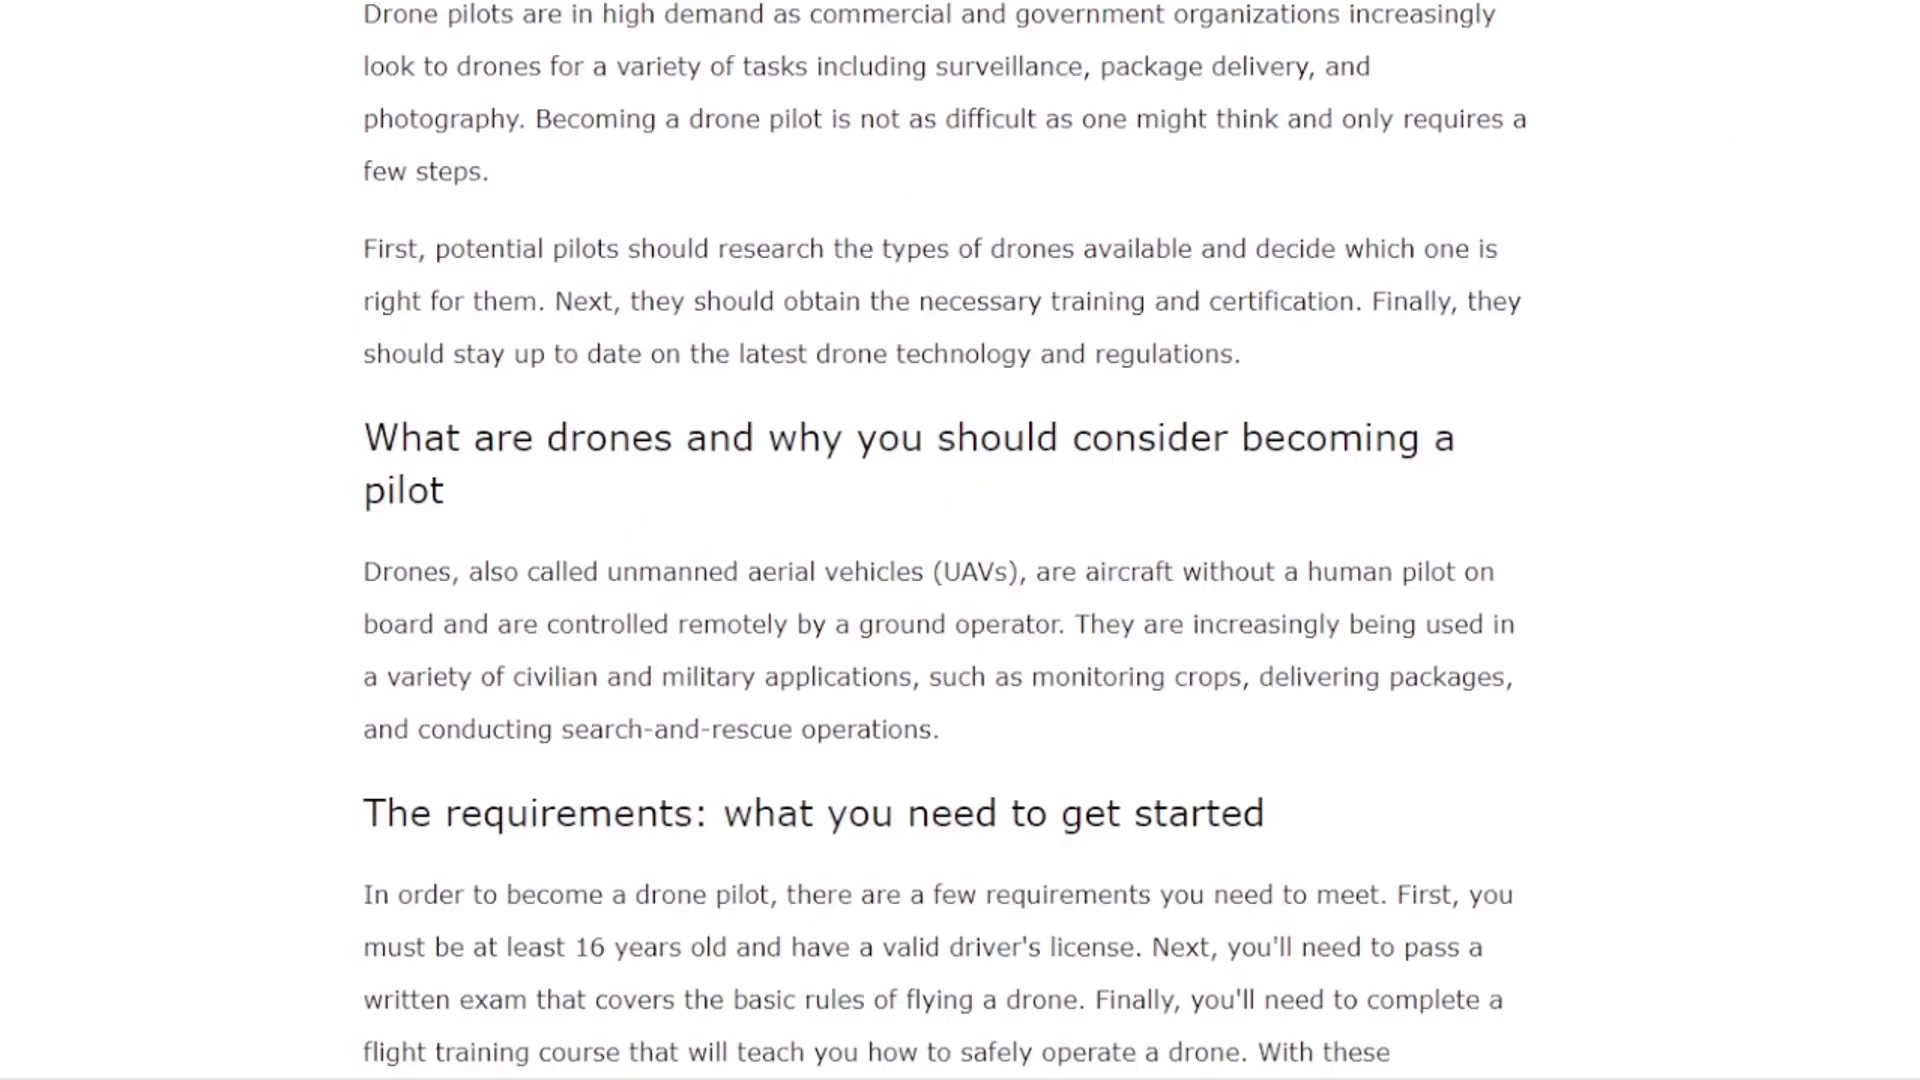 Drone pilots are in high demand as commercial and government organizations increasingly
look to drones for a variety of tasks including surveillance, package delivery, and
photography. Becoming a drone pilot is not as difficult as one might think and only requires a
few steps.
First, potential pilots should research the types of drones available and decide which one is
right for them. Next, they should obtain the necessary training and certification. Finally, they
should stay up to date on the latest drone technology and regulations.
What are drones and why you should consider becoming a
pilot
Drones, also called unmanned aerial vehicles (UAVs), are aircraft without a human pilot on
board and are controlled remotely by a ground operator. They are increasingly being used in
a variety of civilian and military applications, such as monitoring crops, delivering packages,
and conducting search-and-rescue operations.
The requirements: what you need to get started
In order to become a drone pilot, there are a few requirements you need to meet. First, you
must be at least 16 years old and have a valid driver's license. Next, you'll need to pass a
written exam that covers the basic rules of flying a drone. Finally, you'll need to complete a
flight training course that will teach you how to safely operate a drone. With these